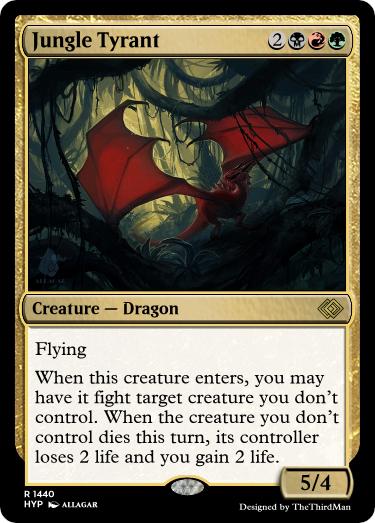 Jungle Tyrant 2
ALLAGAR
Creature — Dragon
Flying
When this creature enters, you may
have it fight target creature you don't
control. When the creature you don't
control dies this turn, its controller
loses 2 life and you gain 2 life.
5/4
R 1440
HYP ALLAGAR
Designed by TheThirdMan